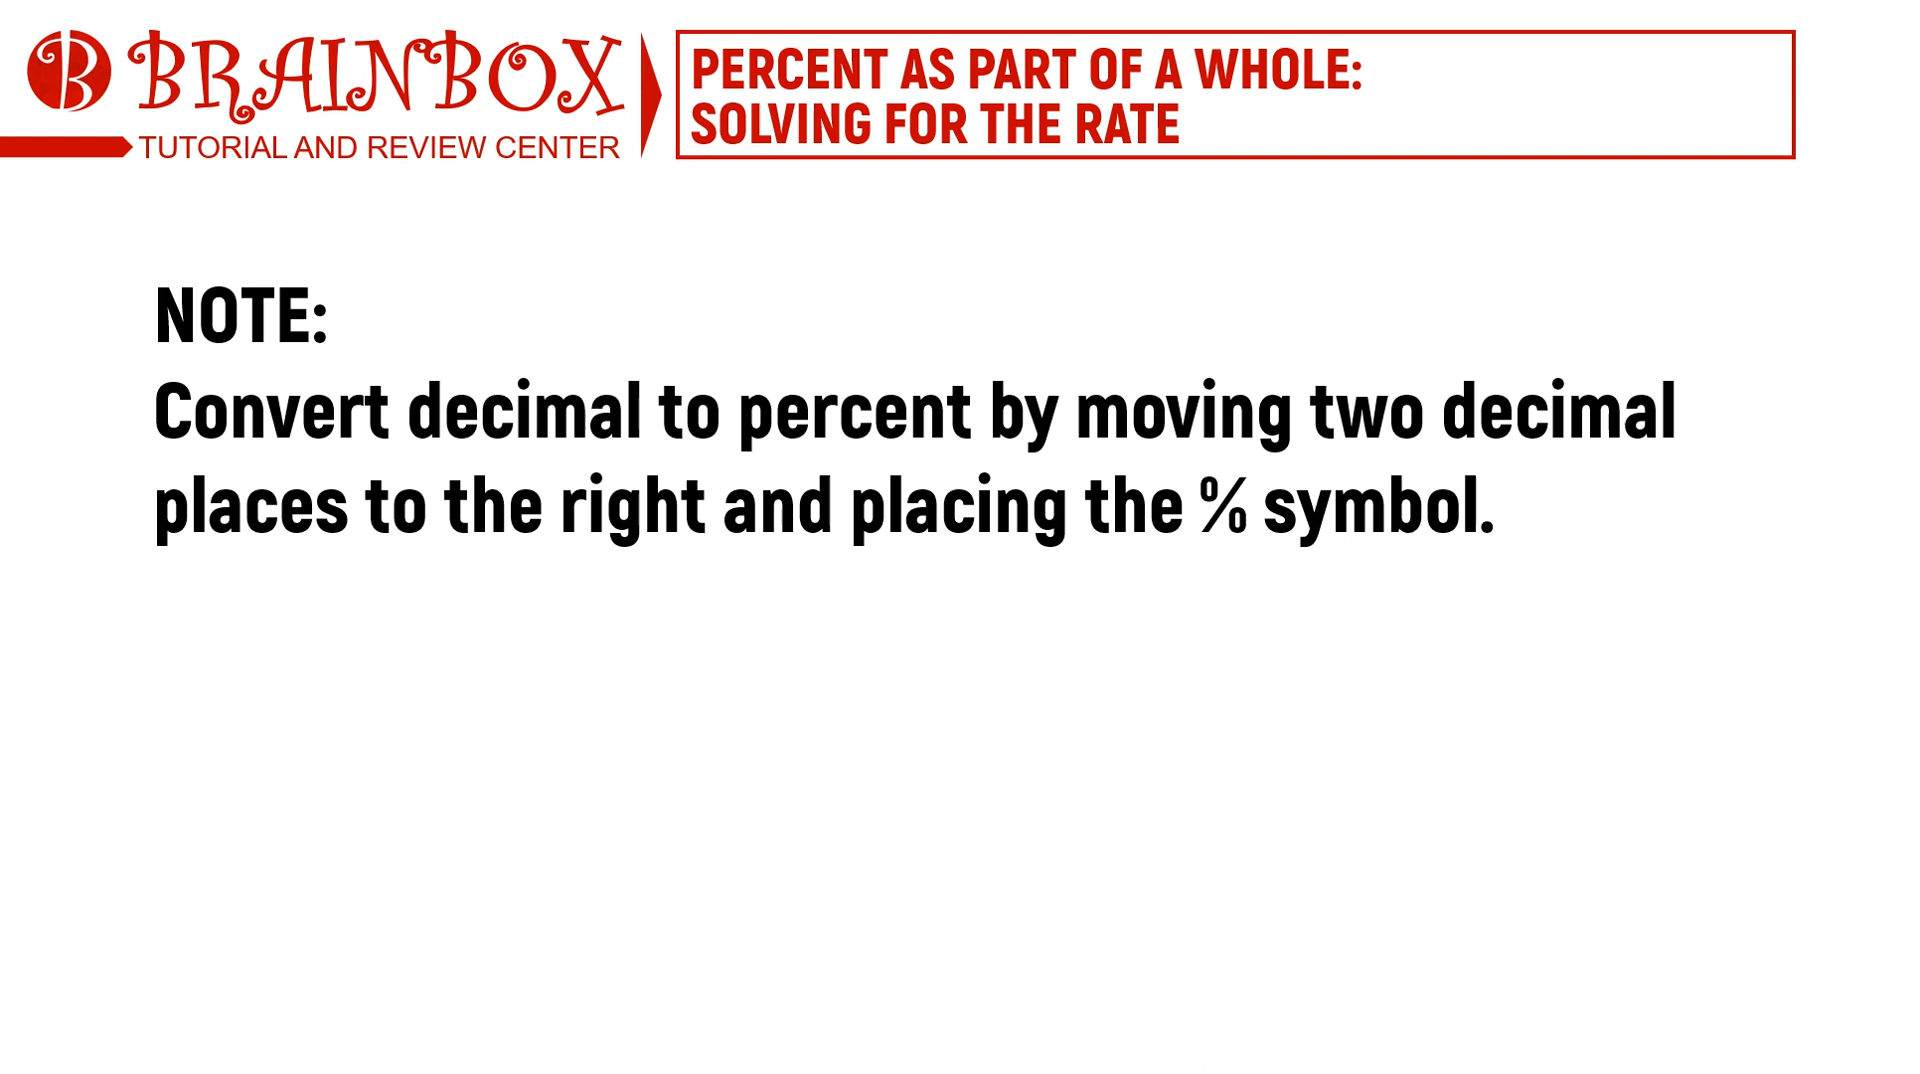 B BRAINBOX
TUTORIAL AND REVIEW CENTER
PERCENT AS PART OF A WHOLE:
SOLVING FOR THE RATE
NOTE:
Convert decimal to percent by moving two decimal
places to the right and placing the % symbol.